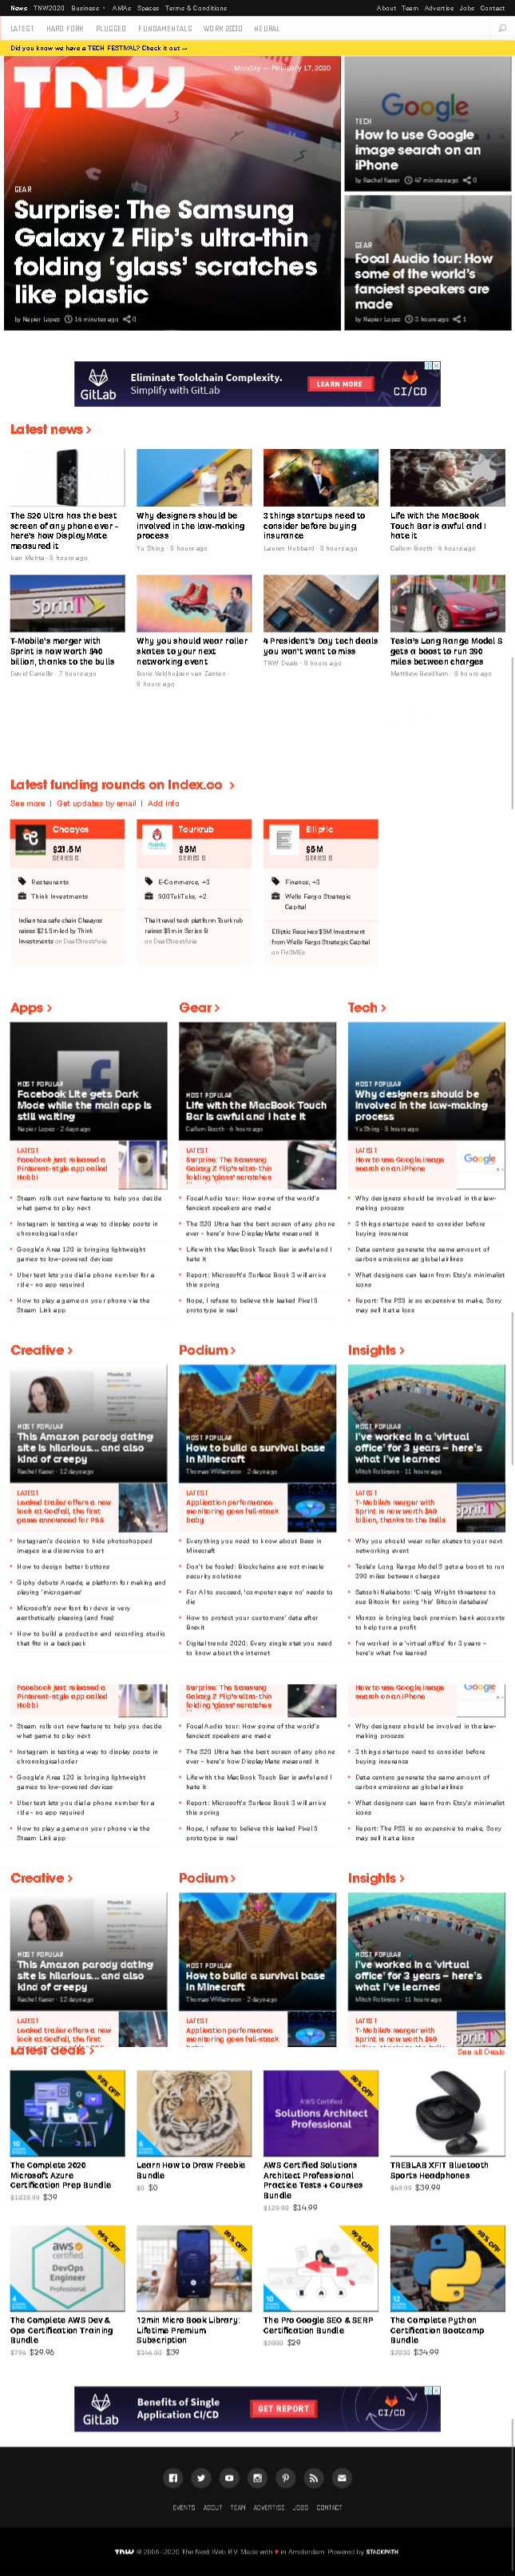 News TNW2020 Business AMAs Spaces Terms & Conditions
About Team Advertise Jobs Contact
LATEST HARD FORK PLUGGED FUNDAMENTALS WORK 2030 NEURAL
Did you know we have a TECH FESTIVAL? Check it out →
TNW
Monday — February 17, 2020
GEAR
Surprise: The Samsung
Galaxy Z Flip's ultra-thin
folding 'glass' scratches
like plastic
by Napier Lopez 16 minutes ago 0
Google
TECH
How to use Google
image search on an
iPhone
by Rachel Kaser 47 minutes ago 0
GEAR
Focal Audio tour: How
some of the world's
fanciest speakers are
made
by Napier Lopez 3 hours ago 1
GitLab
Eliminate Toolchain Complexity.
Simplify with GitLab
LEARN MORE
CI/CD
Latest news
The S20 Ultra has the best
screen of any phone ever –
here's how DisplayMate
measured it
Ivan Mehta · 5 hours ago
Why designers should be
involved in the law-making
process
Yu Shing · 5 hours ago
3 things startups need to
consider before buying
insurance
Lauren Hubbard · 3 hours ago
Life with the MacBook
Touch Bar is awful and I
hate it
Callum Booth · 6 hours ago
Sprint
T-Mobile's merger with
Sprint is now worth $40
billion, thanks to the bulls
David Canellis · 7 hours ago
Why you should wear roller
skates to your next
networking event
Boris Veldhuijzen van Zanten ·
9 hours ago
4 President's Day tech deals
you won't want to miss
TNW Deals · 9 hours ago
Tesla's Long Range Model S
gets a boost to run 390
miles between charges
Matthew Beedham · 9 hours ago
Latest funding rounds on Index.co
See more | Get updates by email | Add info
Chaayos
$21.5M
SERIES B
Restaurants
Think Investments
Indian tea cafe chain Chaayos
raises $21.5m led by Think
Investments on DealStreetAsia
Tourkrub
$5M
SERIES B
E-Commerce, +3
500TukTuks, +2
Thai travel tech platform Tourkrub
raises $5m in Series B
on DealStreetAsia
Elliptic
$5M
SERIES B
Finance, +3
Wells Fargo Strategic
Capital
Elliptic Receives $5M Investment
from Wells Fargo Strategic Capital
on FinSMEs
Apps
MOST POPULAR
Facebook Lite gets Dark
Mode while the main app is
still waiting
Napier Lopez · 2 days ago
LATEST
Facebook just released a
Pinterest-style app called
Hobbi
Steam rolls out new feature to help you decide
what game to play next
Instagram is testing a way to display posts in
chronological order
Google's Area 120 is bringing lightweight
games to low-powered devices
Uber test lets you dial a phone number for a
ride – no app required
How to play a game on your phone via the
Steam Link app
Gear
MOST POPULAR
Life with the MacBook Touch
Bar is awful and I hate it
Callum Booth · 6 hours ago
LATEST
Surprise: The Samsung
Galaxy Z Flip's ultra-thin
folding 'glass' scratches
Focal Audio tour: How some of the world's
fanciest speakers are made
The S20 Ultra has the best screen of any phone
ever – here's how DisplayMate measured it
Life with the MacBook Touch Bar is awful and I
hate it
Report: Microsoft's Surface Book 3 will arrive
this spring
Nope, I refuse to believe this leaked Pixel 5
prototype is real
Tech
MOST POPULAR
Why designers should be
involved in the law-making
process
Yu Shing · 5 hours ago
LATEST
How to use Google image
search on an iPhone
Google
Why designers should be involved in the law-
making process
3 things startups need to consider before
buying insurance
Data centers generate the same amount of
carbon emissions as global airlines
What designers can learn from Etsy's minimalist
icons
Report: The PS5 is so expensive to make, Sony
may sell it at a loss
Creative
MOST POPULAR
This Amazon parody dating
site is hilarious... and also
kind of creepy
Rachel Kaser · 12 days ago
LATEST
Leaked trailer offers a new
look at Godfall, the first
game announced for PS5
Instagram's decision to hide photoshopped
images is a disservice to art
How to design better buttons
Giphy debuts Arcade, a platform for making and
playing 'microgames'
Microsoft's new font for devs is very
aesthetically pleasing (and free)
How to build a production and recording studio
that fits in a backpack
Podium
MOST POPULAR
How to build a survival base
in Minecraft
Thomas Williamson · 2 days ago
LATEST
Application performance
monitoring goes full-stack
baby
Everything you need to know about Bees in
Minecraft
Don't be fooled: Blockchains are not miracle
security solutions
For AI to succeed, 'computer says no' needs to
die
How to protect your customers' data after
Brexit
Digital trends 2020: Every single stat you need
to know about the internet
Insights
MOST POPULAR
I've worked in a 'virtual
office' for 3 years – here's
what I've learned
Mitch Robinson · 11 hours ago
LATEST
T-Mobile's merger with
Sprint is now worth $40
billion, thanks to the bulls
Why you should wear roller skates to your next
networking event
Tesla's Long Range Model S gets a boost to run
390 miles between charges
Satoshi Nakaboto: 'Craig Wright threatens to
sue Bitcoin for using 'his' Bitcoin database'
Monzo is bringing back premium bank accounts
to help turn a profit
I've worked in a 'virtual office' for 3 years –
here's what I've learned
Facebook just released a
Pinterest-style app called
Hobbi
Steam rolls out new feature to help you decide
what game to play next
Instagram is testing a way to display posts in
chronological order
Google's Area 120 is bringing lightweight
games to low-powered devices
Uber test lets you dial a phone number for a
ride – no app required
How to play a game on your phone via the
Steam Link app
Surprise: The Samsung
Galaxy Z Flip's ultra-thin
folding 'glass' scratches
Focal Audio tour: How some of the world's
fanciest speakers are made
The S20 Ultra has the best screen of any phone
ever – here's how DisplayMate measured it
Life with the MacBook Touch Bar is awful and I
hate it
Report: Microsoft's Surface Book 3 will arrive
this spring
Nope, I refuse to believe this leaked Pixel 5
prototype is real
How to use Google image
search on an iPhone
Why designers should be involved in the law-
making process
3 things startups need to consider before
buying insurance
Data centers generate the same amount of
carbon emissions as global airlines
What designers can learn from Etsy's minimalist
icons
Report: The PS5 is so expensive to make, Sony
may sell it at a loss
Creative
MOST POPULAR
This Amazon parody dating
site is hilarious... and also
kind of creepy
Rachel Kaser · 12 days ago
LATEST
Leaked trailer offers a new
look at Godfall, the first
Podium
MOST POPULAR
How to build a survival base
in Minecraft
Thomas Williamson · 2 days ago
LATEST
Application performance
monitoring goes full-stack
Insights
MOST POPULAR
I've worked in a 'virtual
office' for 3 years – here's
what I've learned
Mitch Robinson · 11 hours ago
LATEST
T-Mobile's merger with
Sprint is now worth $40
billion, thanks to the bulls
Latest deals
See all Deals
The Complete 2020
Microsoft Azure
Certification Prep Bundle
$39
Learn How to Draw Freebie
Bundle
$0 $0
AWS Certified
Solutions Architect
Professional
90% OFF!
AWS Certified Solutions
Architect Professional
Practice Tests + Courses
Bundle
$129.90 $14.99
TREBLAB XFIT Bluetooth
Sports Headphones
$39.99
aws
certified
DevOps
Engineer
Professional
96% OFF!
The Complete AWS Dev &
Ops Certification Training
Bundle
$796 $29.96
12min Micro Book Library:
Lifetime Premium
Subscription
$39
The Pro Google SEO & SERP
Certification Bundle
$2000 $29
The Complete Python
Certification Bootcamp
Bundle
$34.99
GitLab
Benefits of Single
Application CI/CD
GET REPORT
CI/CD
EVENTS ABOUT TEAM ADVERTISE JOBS CONTACT
TNW © 2006–2020 The Next Web B.V. Made with ♥ in Amsterdam. Powered by STACKPATH